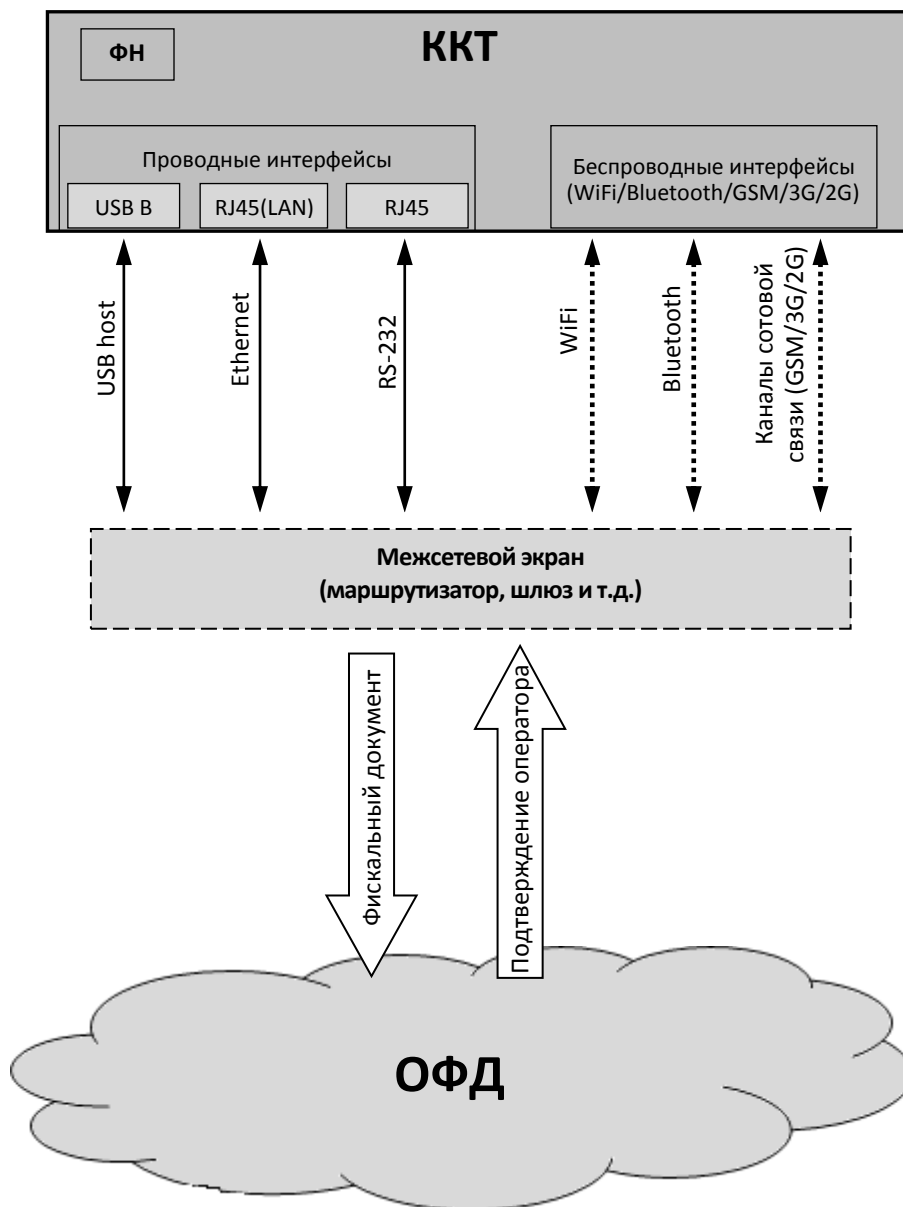 ФН
ККТ
Проводные интерфейсы
USB B
RJ45(LAN)
RJ45
Беспроводные интерфейсы
(WiFi/Bluetooth/GSM/3G/2G)
USB host
Ethernet
RS-232
WiFi
Bluetooth
Каналы сотовой
связи (GSM/3G/2G)
Межсетевой экран
(маршрутизатор, шлюз и т.д.)
Фискальный документ
Подтверждение оператора
ОФД